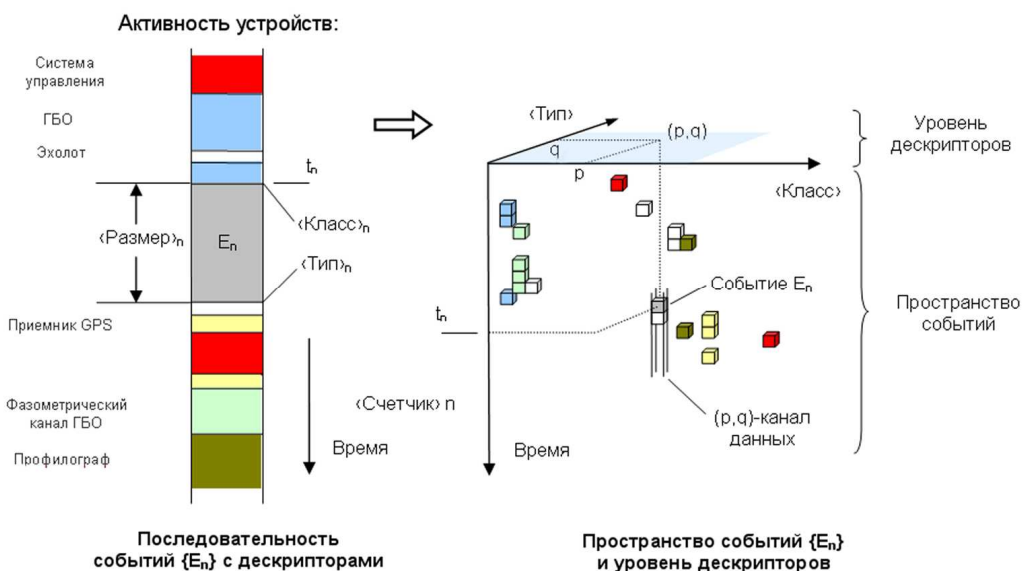 Активность устройств:
Система
управления
ГБО
Эхолот
tₙ
‹Класс›ₙ
‹Размер›ₙ
Eₙ
‹Тип›ₙ
Приемник GPS
Фазометрический
канал ГБО
Профилограф
Время
Последовательность
событий {Eₙ} с дескрипторами
‹Тип›
(p,q)
q
p
‹Класс›
Уровень
дескрипторов
Событие Eₙ
Пространство
событий
tₙ
‹Счетчик› n
(p,q)-канал
данных
Время
Пространство событий {Eₙ}
и уровень дескрипторов